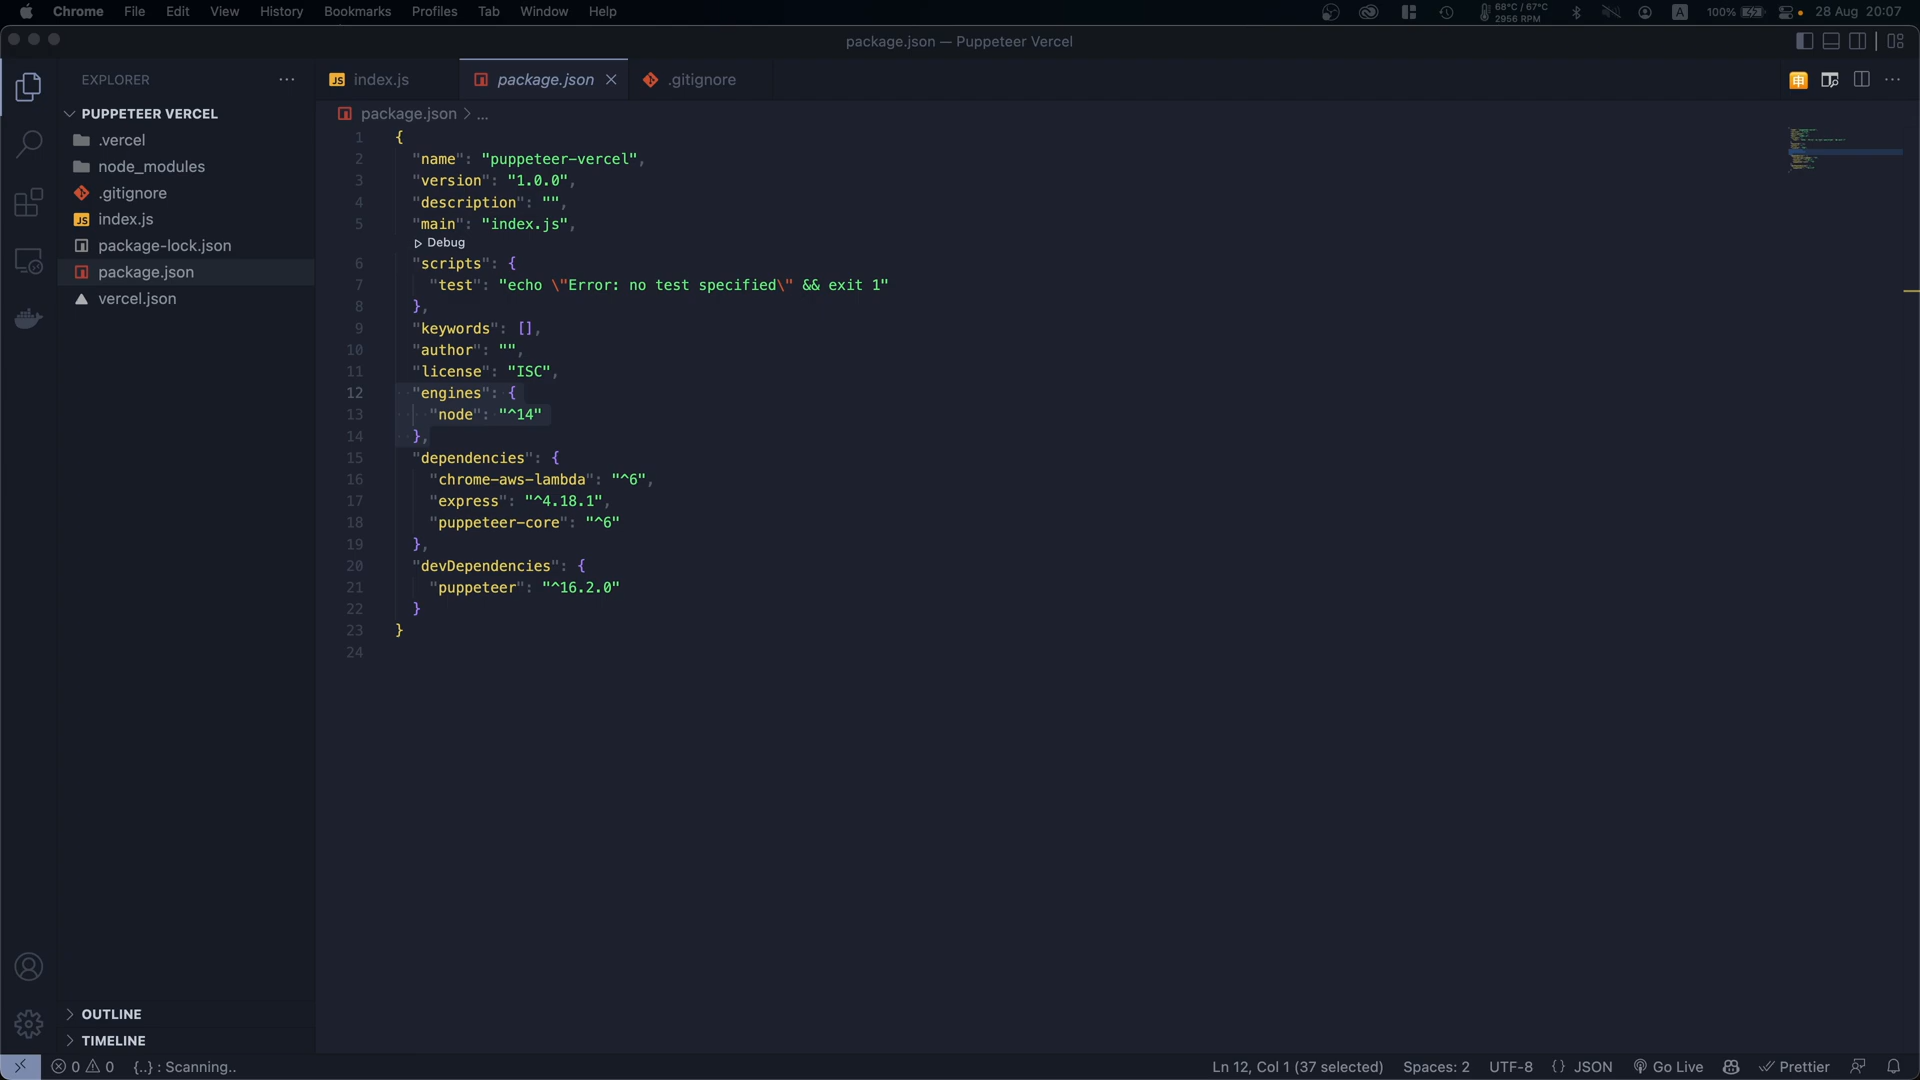 Chrome File Edit View History Bookmarks Profiles Tab Window Help
68°C / 67°C
2956 RPM
A
100%
28 Aug 20:07
package.json — Puppeteer Vercel
EXPLORER
PUPPETEER VERCEL
.vercel
node_modules
.gitignore
JS index.js
package-lock.json
package.json
vercel.json
OUTLINE
TIMELINE
JS index.js
package.json
.gitignore
申
package.json > ...
1 {
2 "name": "puppeteer-vercel",
3 "version": "1.0.0",
4 "description": "",
5 "main": "index.js",
Debug
6 "scripts": {
7 "test": "echo \"Error: no test specified\" && exit 1"
8 },
9 "keywords": [],
10 "author": "",
11 "license": "ISC",
12 "engines": {
13 "node": "^14"
14 },
15 "dependencies": {
16 "chrome-aws-lambda": "^6",
17 "express": "^4.18.1",
18 "puppeteer-core": "^6"
19 },
20 "devDependencies": {
21 "puppeteer": "^16.2.0"
22 }
23 }
24
0 0 {..} : Scanning..
Ln 12, Col 1 (37 selected) Spaces: 2 UTF-8 {} JSON Go Live Prettier